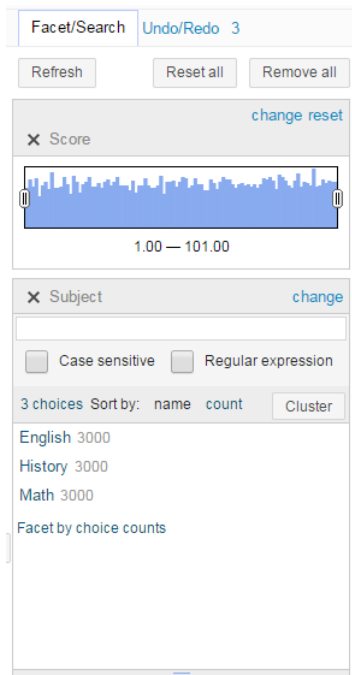 Facet/Search Undo/Redo 3
Refresh Reset all Remove all
change reset
Score
1.00 — 101.00
Subject change
Case sensitive Regular expression
3 choices Sort by: name count Cluster
English 3000
History 3000
Math 3000
Facet by choice counts